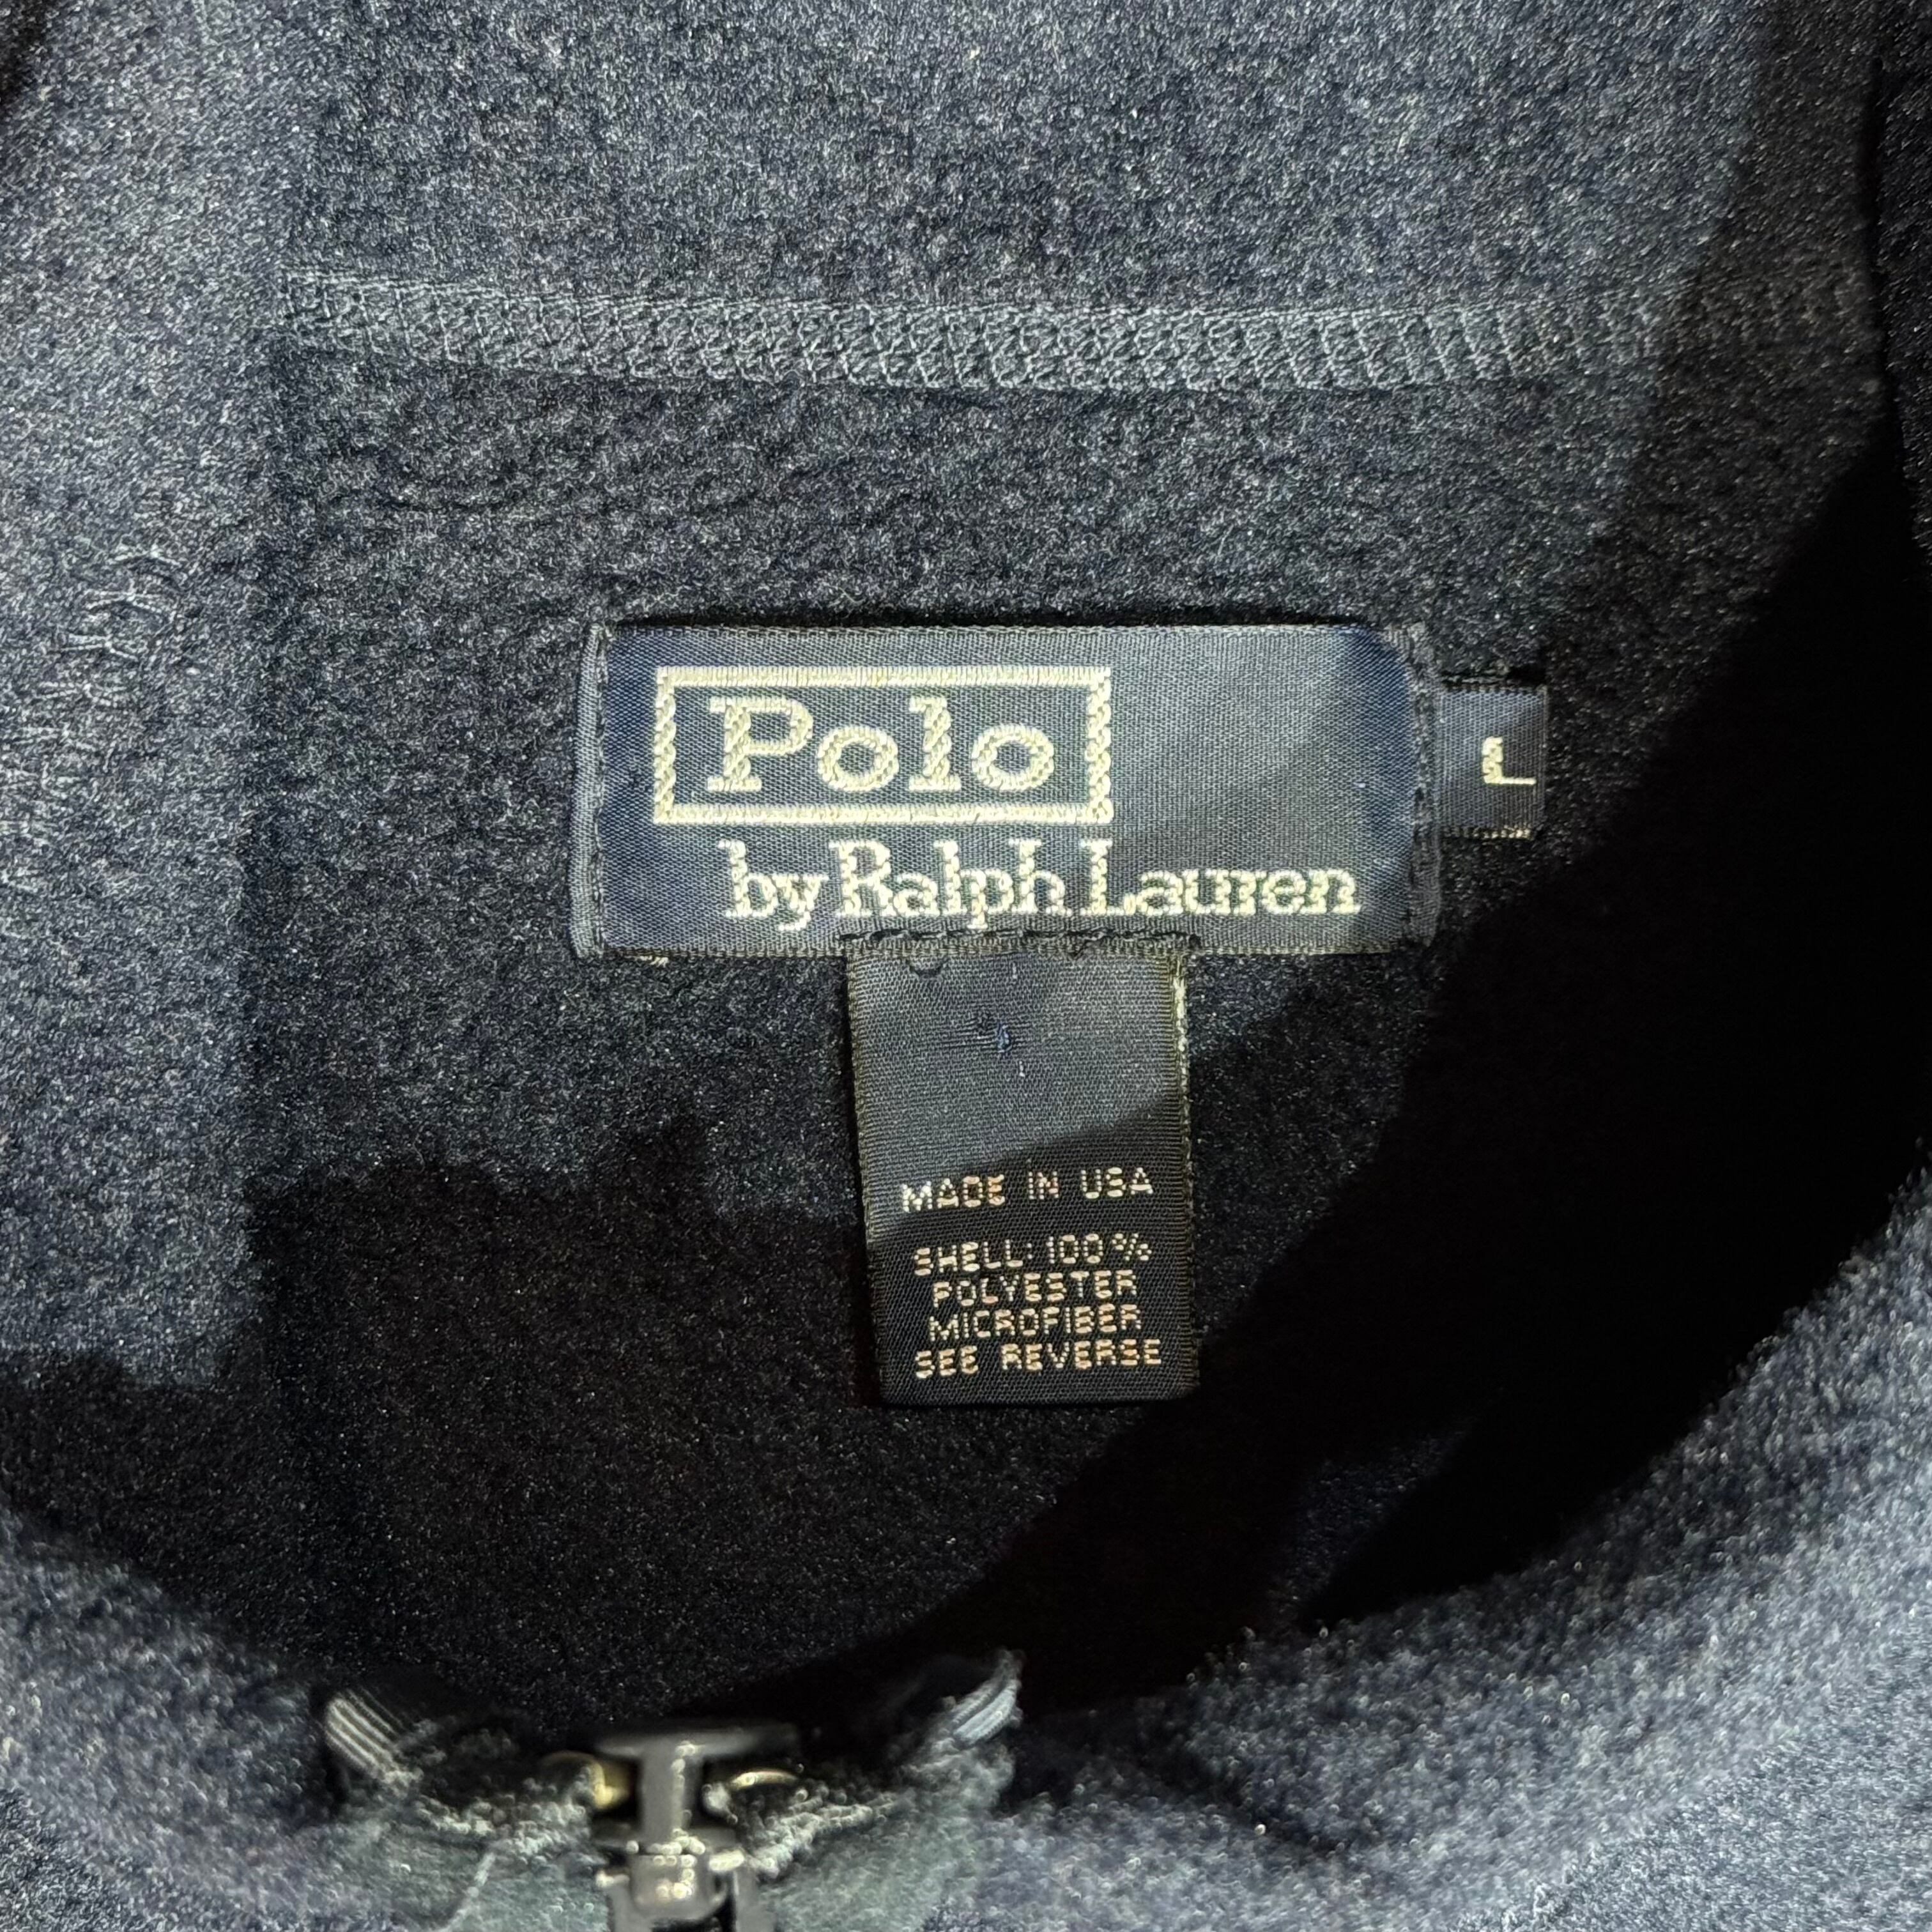 Polo
by Ralph Lauren
L
MADE IN USA
SHELL: 100%
POLYESTER
MICROFIBER
SEE REVERSE